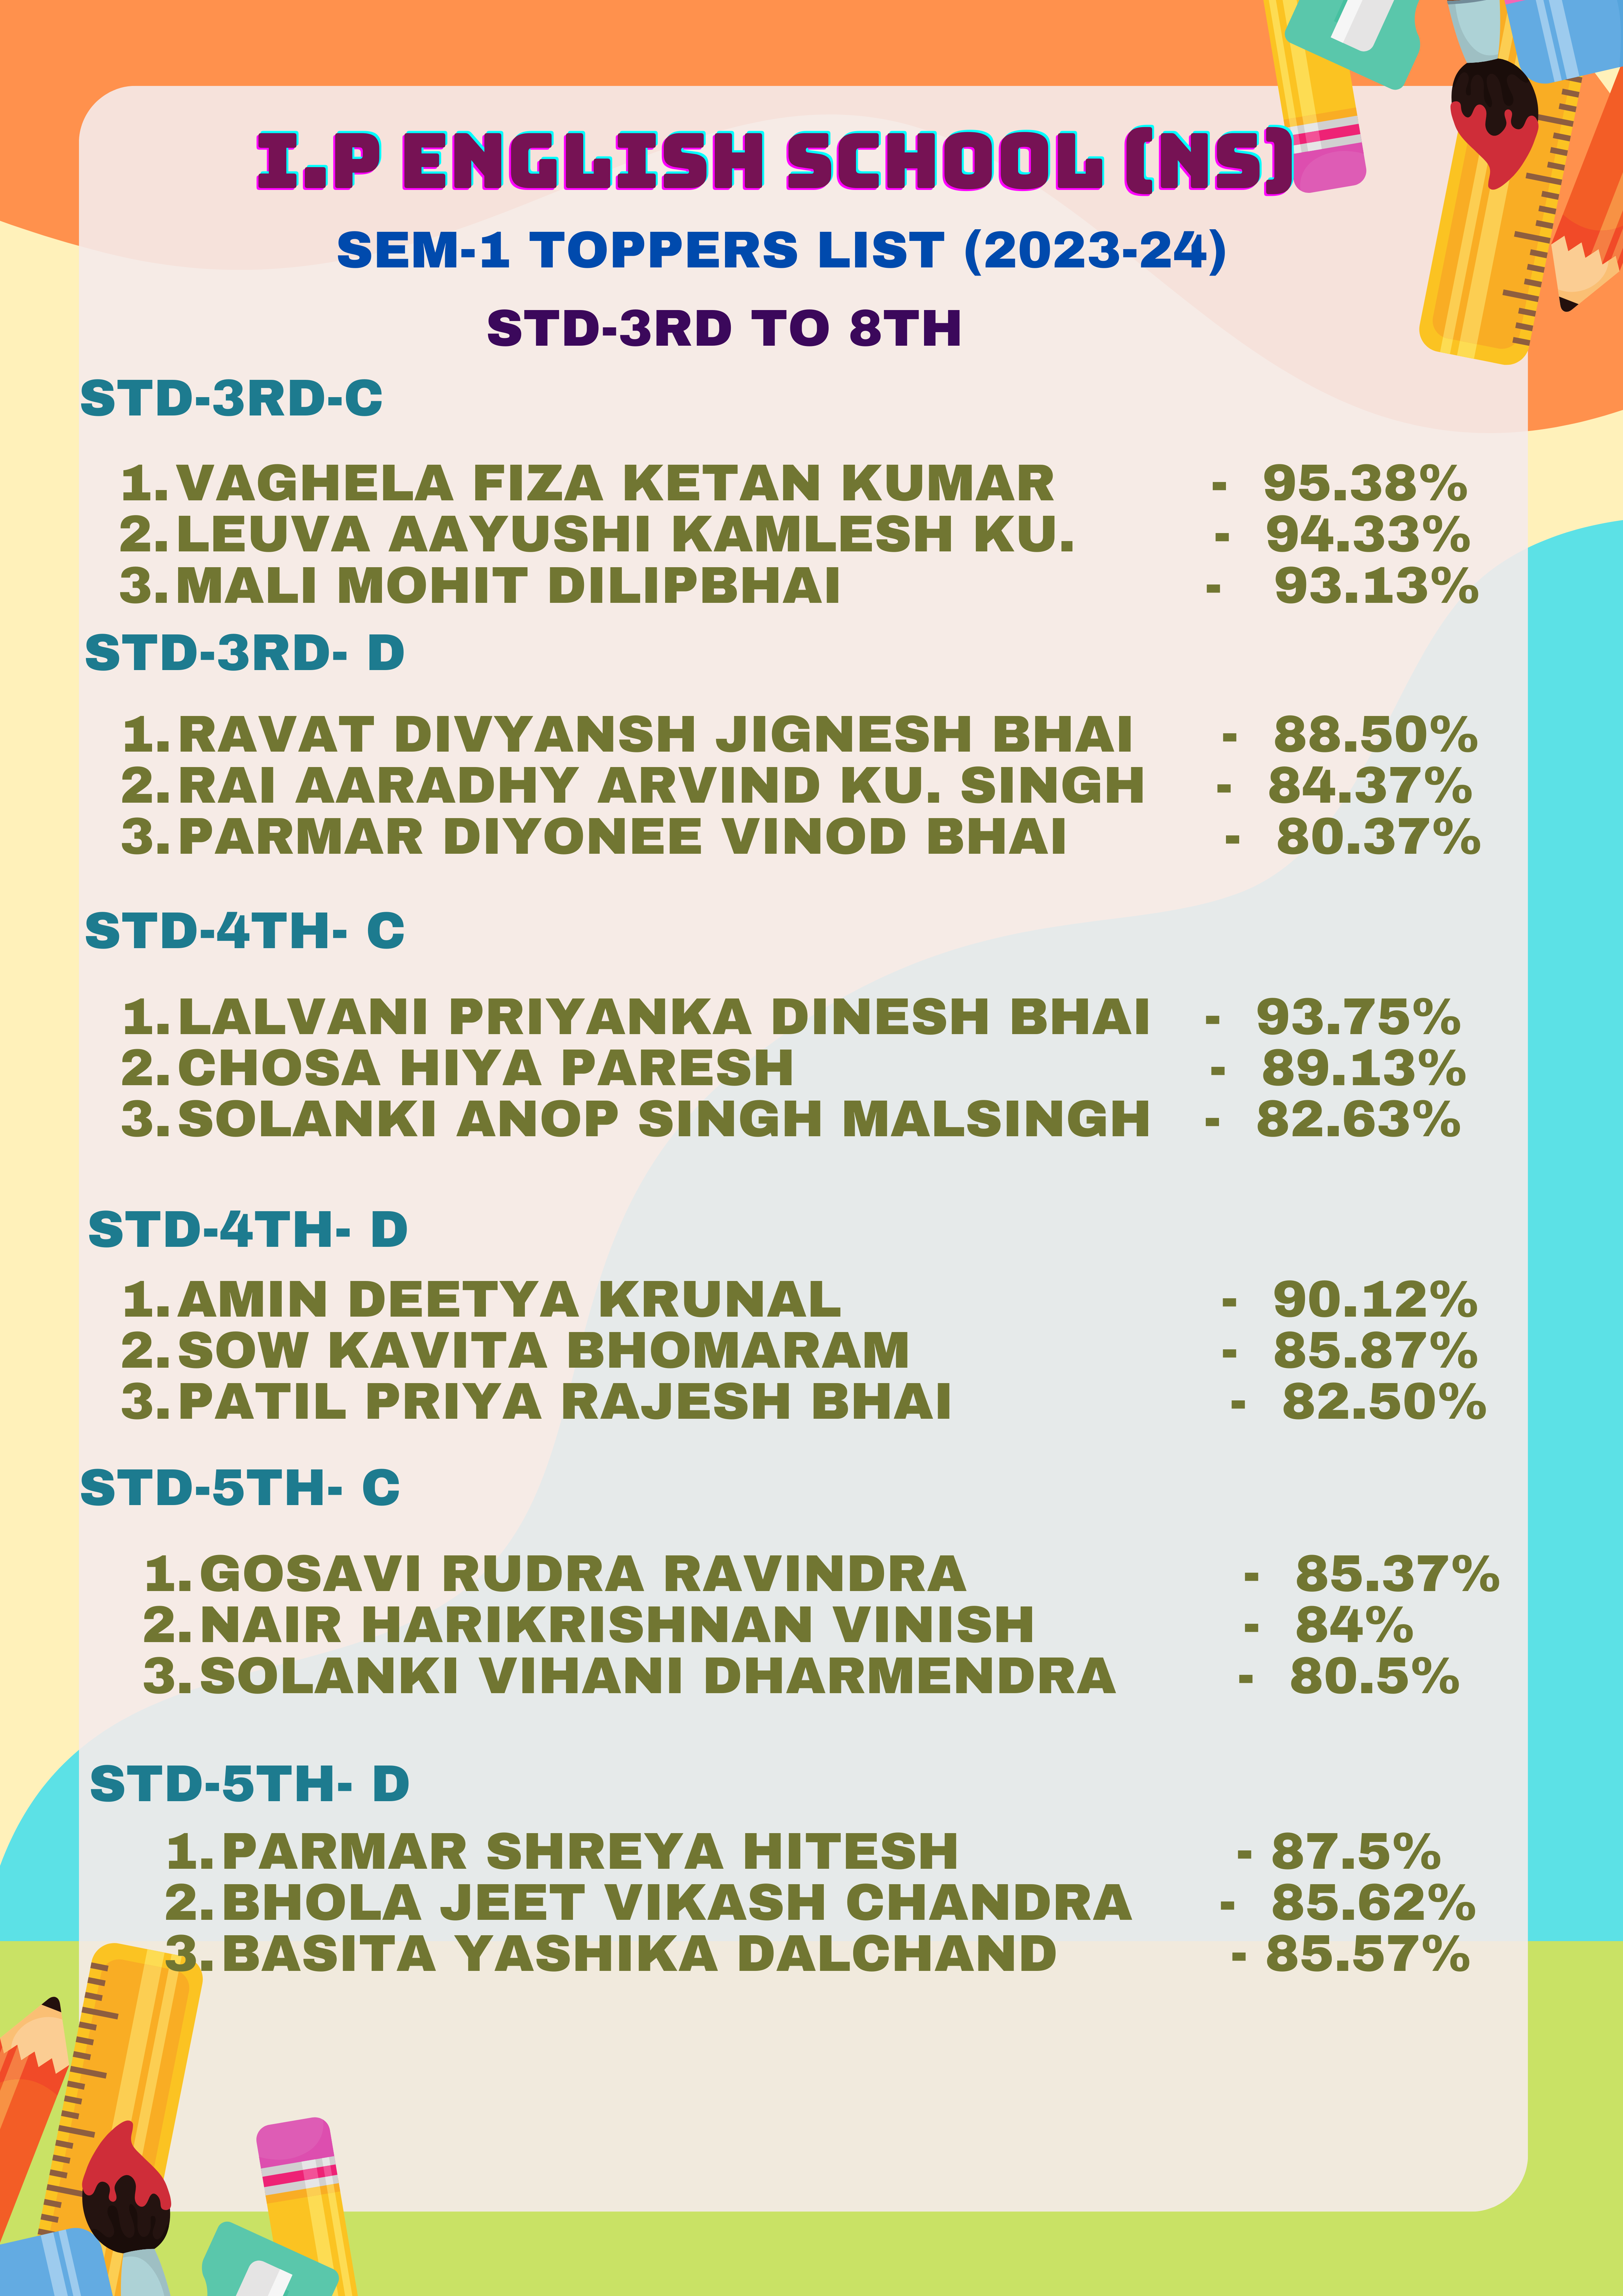 I.P ENGLISH SCHOOL (NS)
SEM-1 TOPPERS LIST (2023-24)
STD-3RD TO 8TH
STD-3RD-C
1. VAGHELA FIZA KETAN KUMAR - 95.38%
2. LEUVA AAYUSHI KAMLESH KU. - 94.33%
3. MALI MOHIT DILIPBHAI - 93.13%
STD-3RD- D
1. RAVAT DIVYANSH JIGNESH BHAI - 88.50%
2. RAI AARADHY ARVIND KU. SINGH - 84.37%
3. PARMAR DIYONEE VINOD BHAI - 80.37%
STD-4TH- C
1. LALVANI PRIYANKA DINESH BHAI - 93.75%
2. CHOSA HIYA PARESH - 89.13%
3. SOLANKI ANOP SINGH MALSINGH - 82.63%
STD-4TH- D
1. AMIN DEETYA KRUNAL - 90.12%
2. SOW KAVITA BHOMARAM - 85.87%
3. PATIL PRIYA RAJESH BHAI - 82.50%
STD-5TH- C
1. GOSAVI RUDRA RAVINDRA - 85.37%
2. NAIR HARIKRISHNAN VINISH - 84%
3. SOLANKI VIHANI DHARMENDRA - 80.5%
STD-5TH- D
1. PARMAR SHREYA HITESH - 87.5%
2. BHOLA JEET VIKASH CHANDRA - 85.62%
3. BASITA YASHIKA DALCHAND - 85.57%